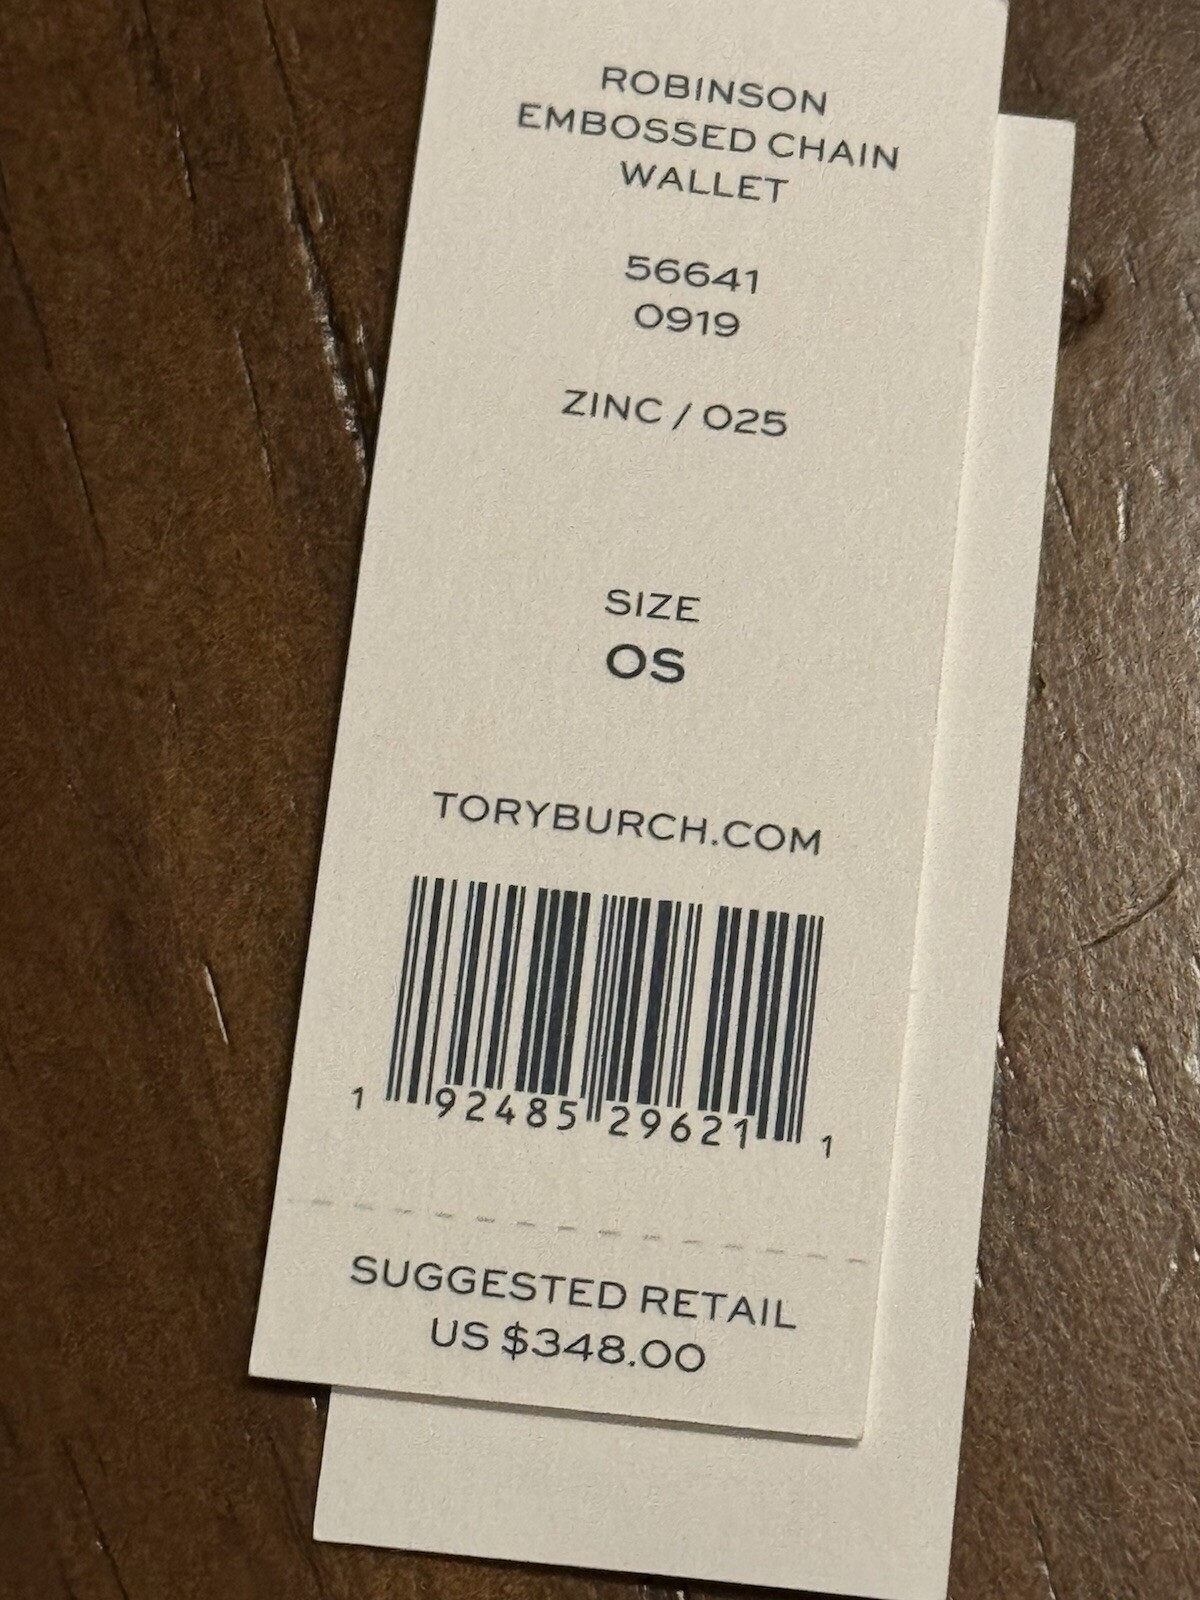 ROBINSON
EMBOSSED CHAIN
WALLET
56641
0919
ZINC / 025
SIZE
OS
TORYBURCH.COM
1 92485 29621 1
SUGGESTED RETAIL
US $348.00